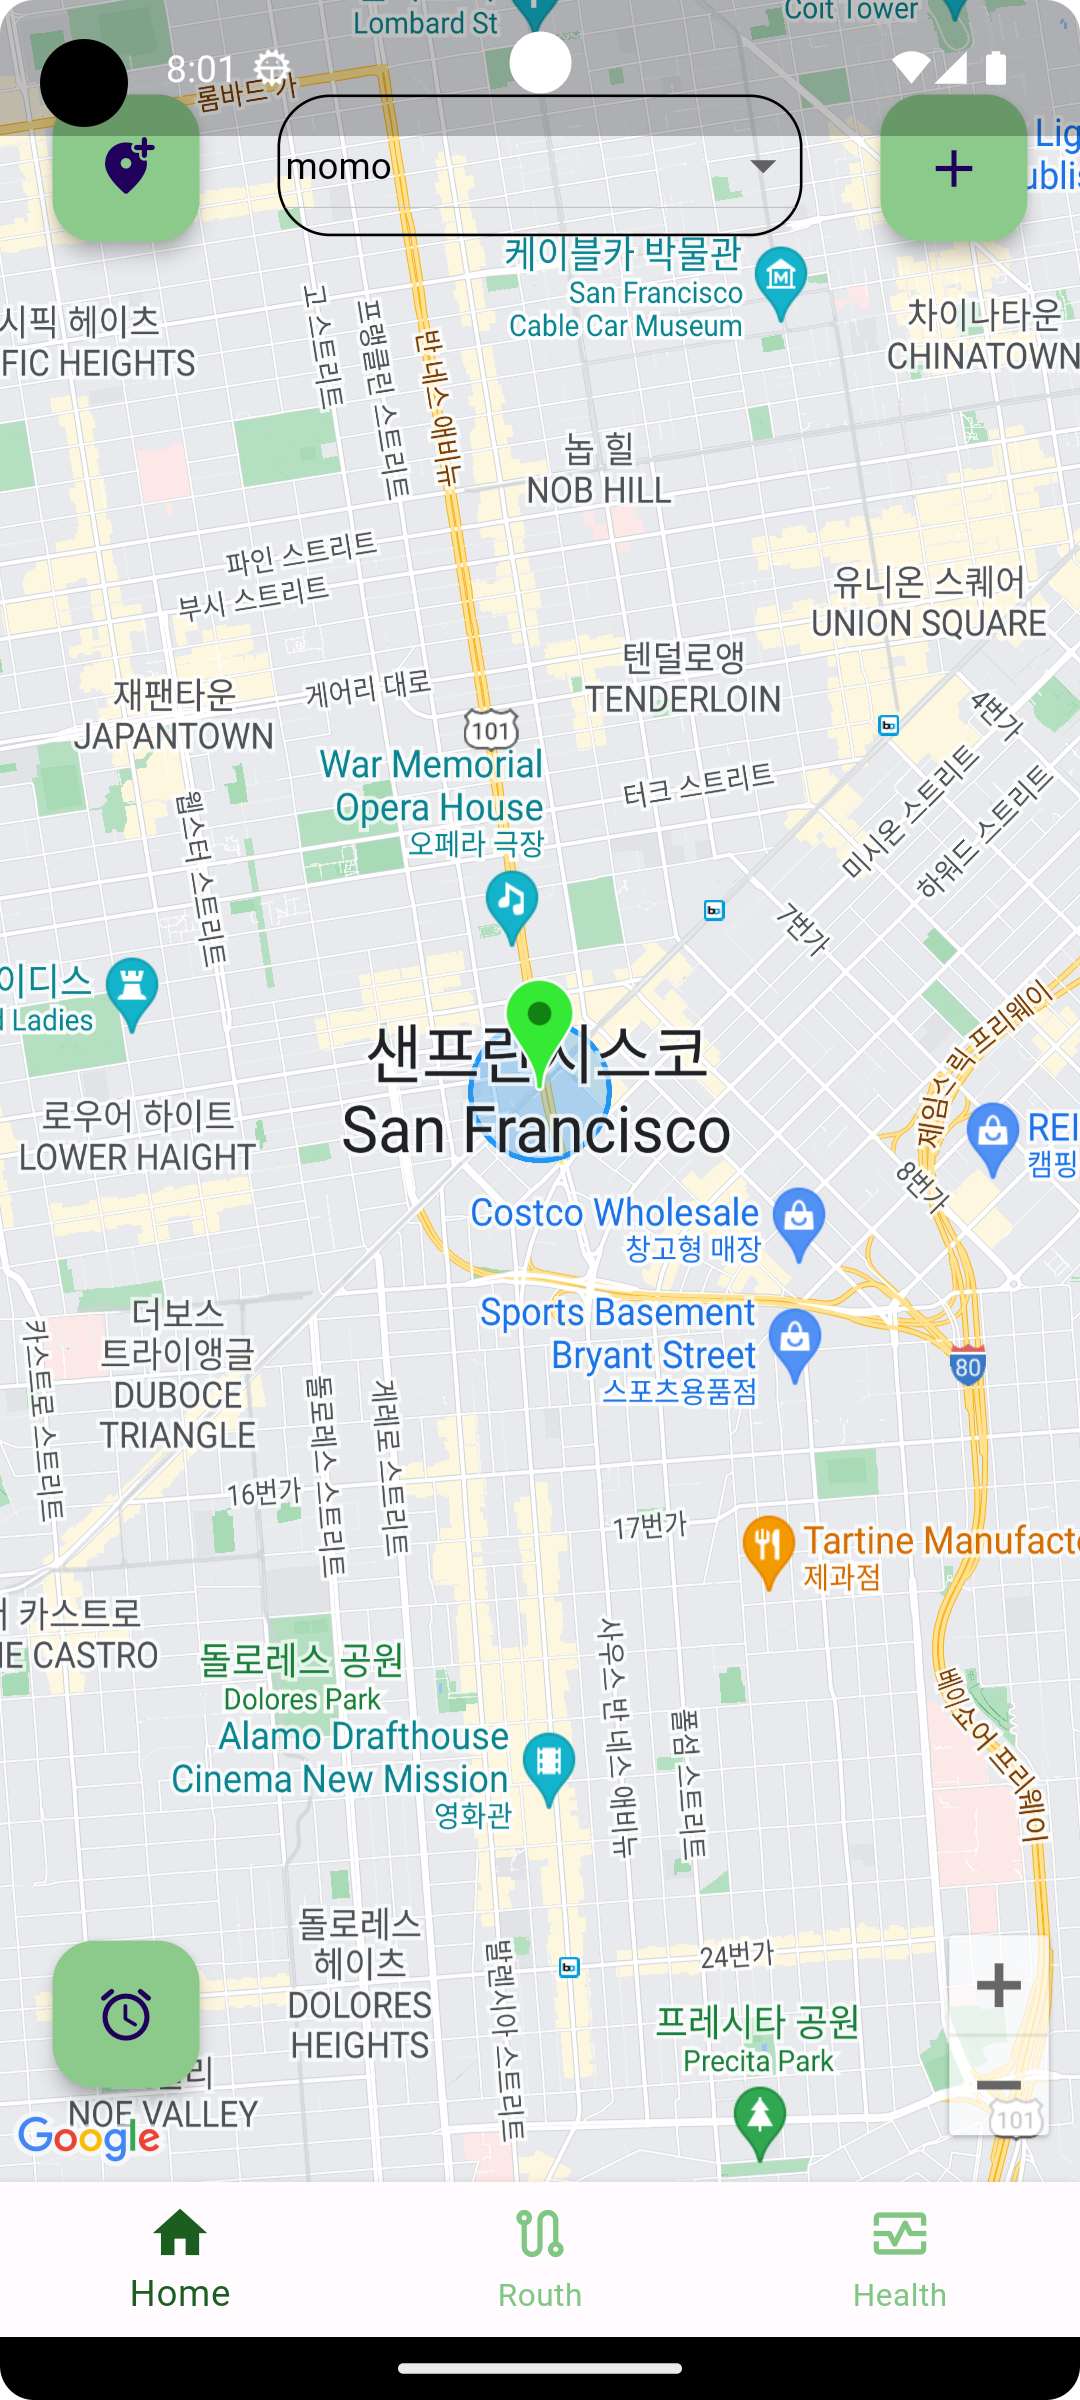 Lombard St
Coit Tower
8:01
롬바드 가
momo
Lig
ublis
케이블카 박물관
San Francisco
Cable Car Museum
시픽 헤이츠
FIC HEIGHTS
고 스트리트
프랭클린 스트리트
반 네스 애비뉴
차이나타운
CHINATOWN
놉 힐
NOB HILL
파인 스트리트
부시 스트리트
유니온 스퀘어
UNION SQUARE
텐덜로앵
TENDERLOIN
재팬타운
JAPANTOWN
게어리 대로
4번가
101
War Memorial
Opera House
오페라 극장
터크 스트리트
미시온 스트리트
하워드 스트리트
웹스터 스트리트
7번가
이디스
d Ladies
제임스 릭 프리웨이
샌프란시스코
San Francisco
로우어 하이트
LOWER HAIGHT
REI
캠핑
8번가
Costco Wholesale
창고형 매장
Sports Basement
Bryant Street
스포츠용품점
80
더보스
트라이앵글
DUBOCE
TRIANGLE
카스트로 스트리트
돌로레스 스트리트
게레로 스트리트
16번가
17번가
Tartine Manufacto
제과점
카스트로
HE CASTRO
돌로레스 공원
Dolores Park
사우스 반 네스 애비뉴
폴섬 스트리트
베이쇼어 프리웨이
Alamo Drafthouse
Cinema New Mission
영화관
돌로레스
헤이츠
DOLORES
HEIGHTS
발렌시아 스트리트
24번가
프레시타 공원
Precita Park
리
NOE VALLEY
Google
101
Home
Routh
Health